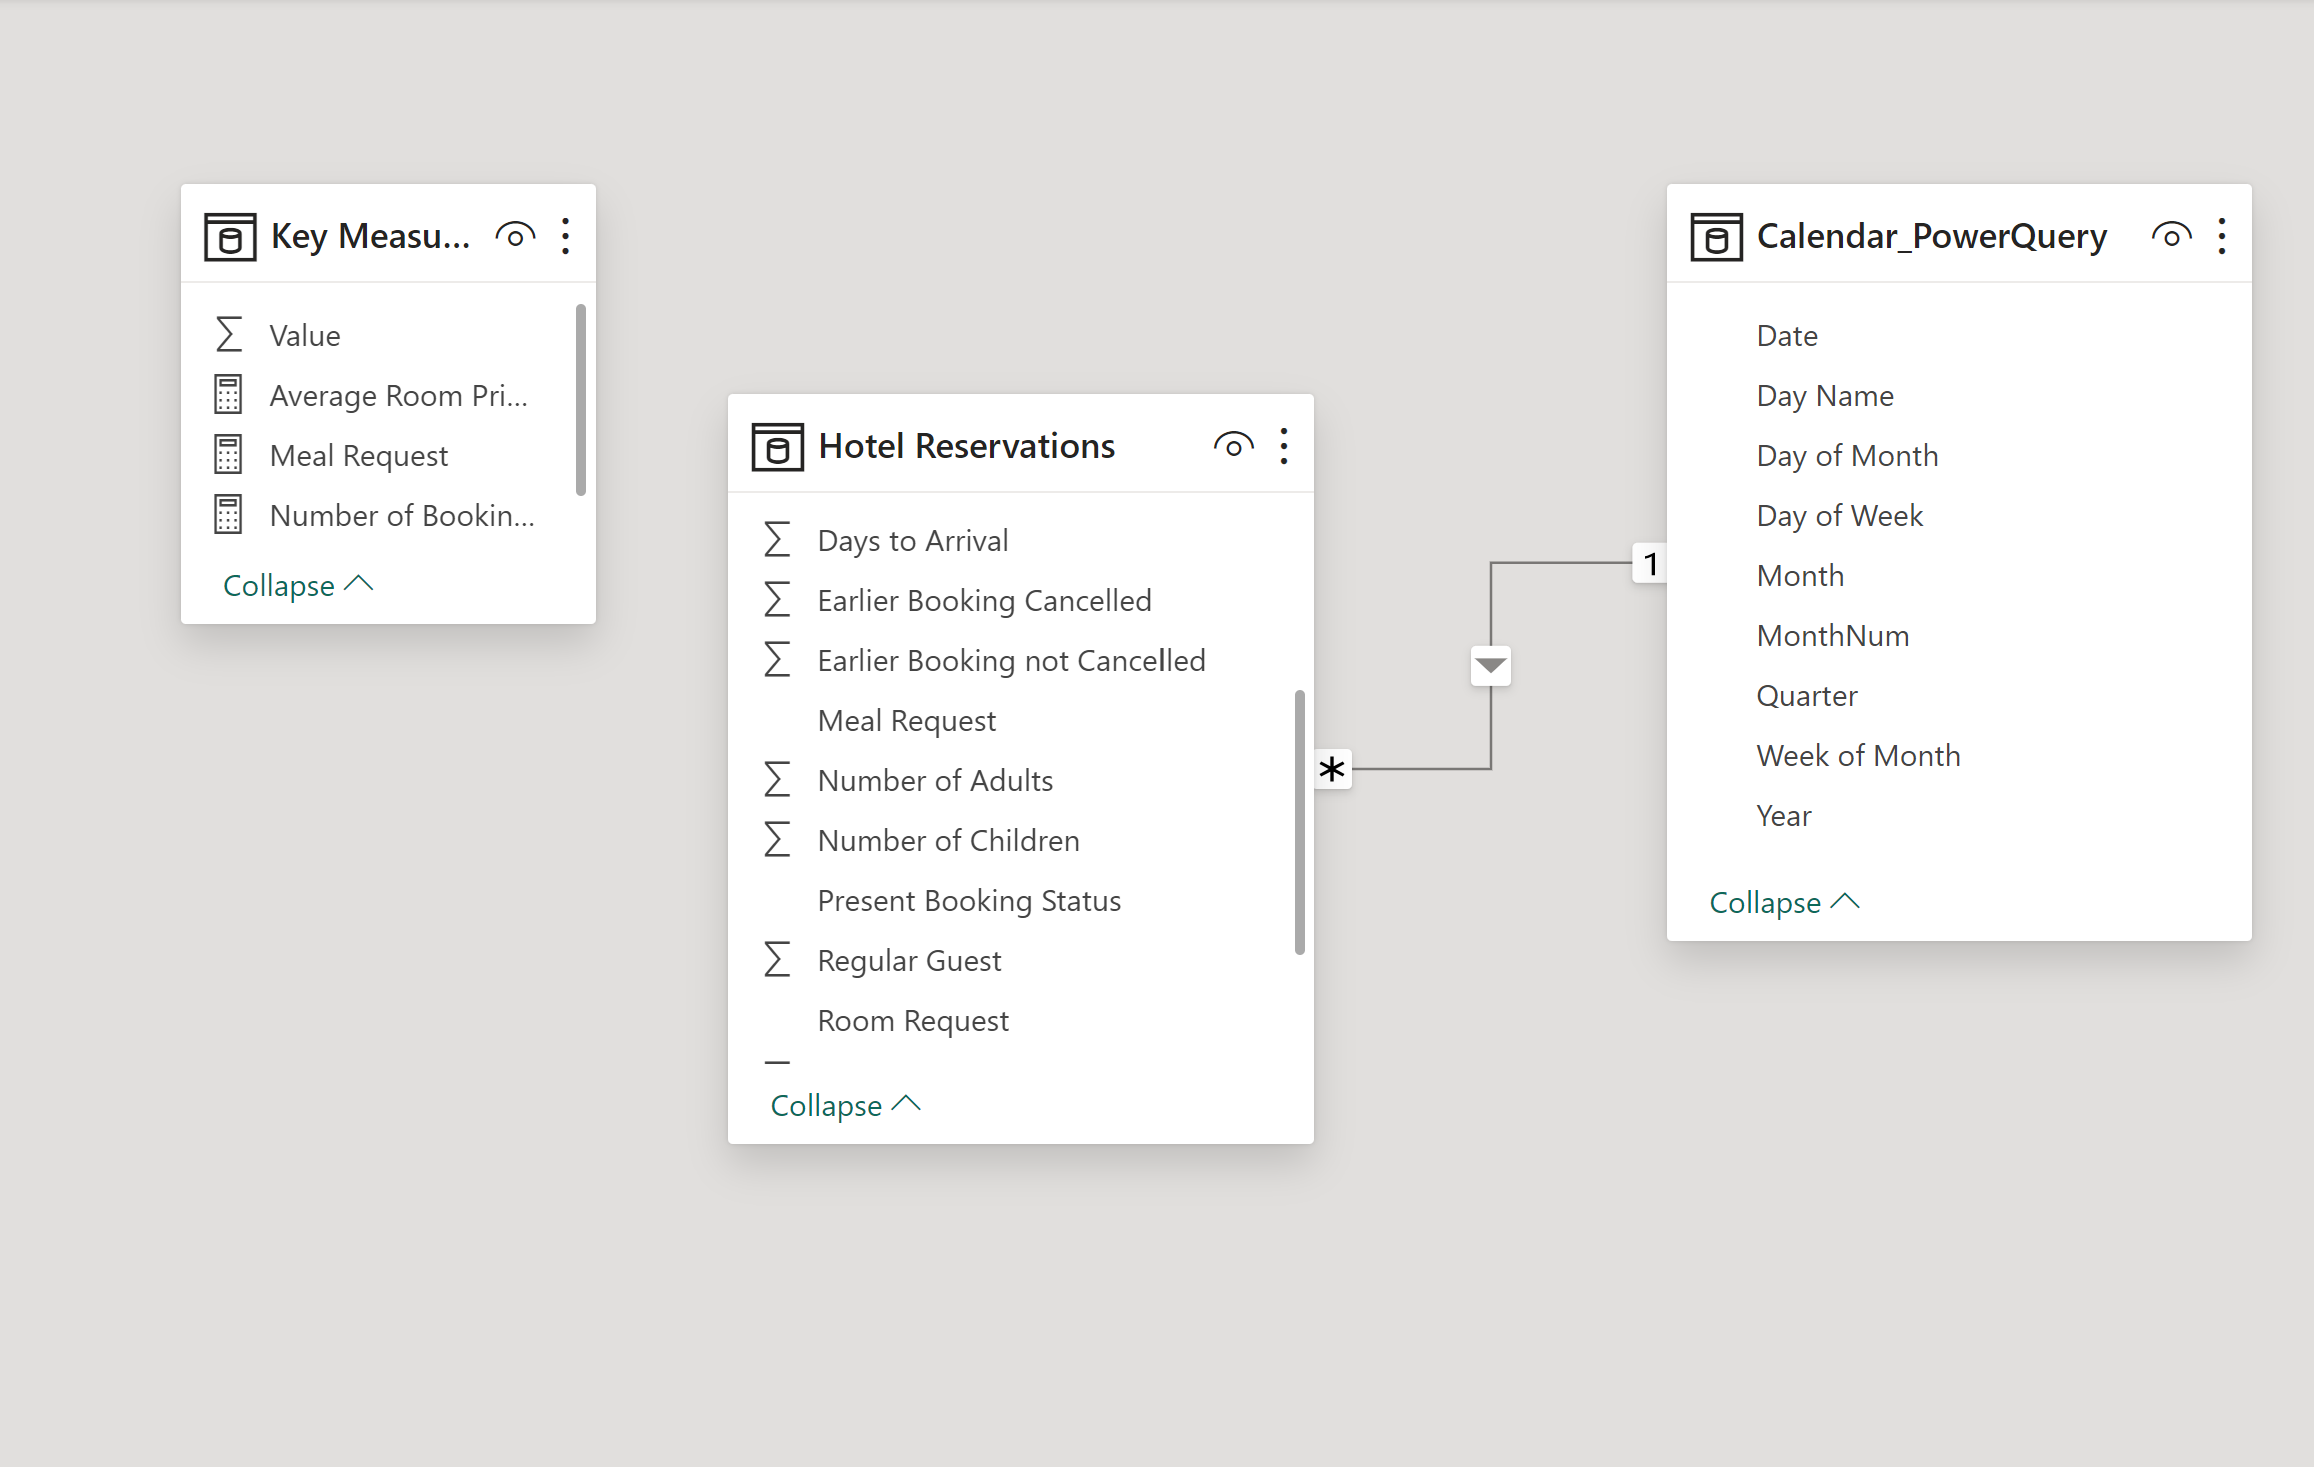 Key Measu...
Value
Average Room Pri...
Meal Request
Number of Bookin...
Collapse
Hotel Reservations
Days to Arrival
Earlier Booking Cancelled
Earlier Booking not Cancelled
Meal Request
Number of Adults
Number of Children
Present Booking Status
Regular Guest
Room Request
Collapse
*
1
Calendar_PowerQuery
Date
Day Name
Day of Month
Day of Week
Month
MonthNum
Quarter
Week of Month
Year
Collapse